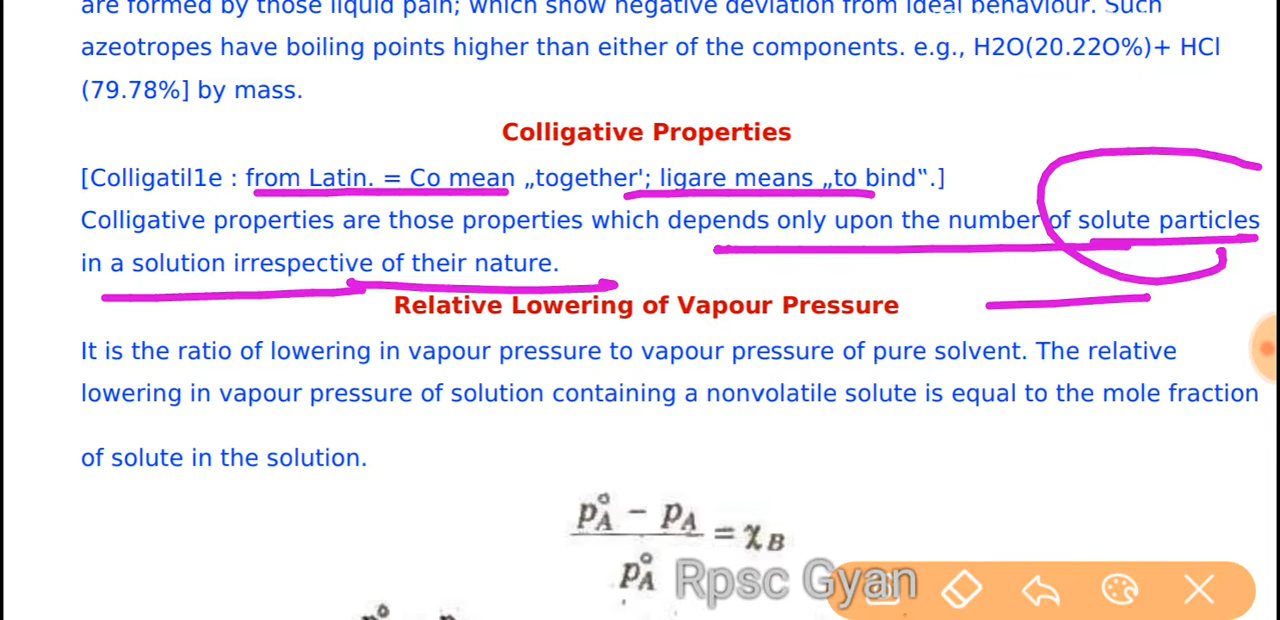 are formed by those liquid pain; which show negative deviation from ideal behaviour. Such
azeotropes have boiling points higher than either of the components. e.g., H2O(20.22O%)+ HCl
(79.78%] by mass.
Colligative Properties
[Colligatil1e : from Latin. = Co mean „together'; ligare means „to bind‟.]
Colligative properties are those properties which depends only upon the number of solute particles
in a solution irrespective of their nature.
Relative Lowering of Vapour Pressure
It is the ratio of lowering in vapour pressure to vapour pressure of pure solvent. The relative
lowering in vapour pressure of solution containing a nonvolatile solute is equal to the mole fraction
of solute in the solution.
p°A − pA
= χB
p°A
Rpsc Gyan